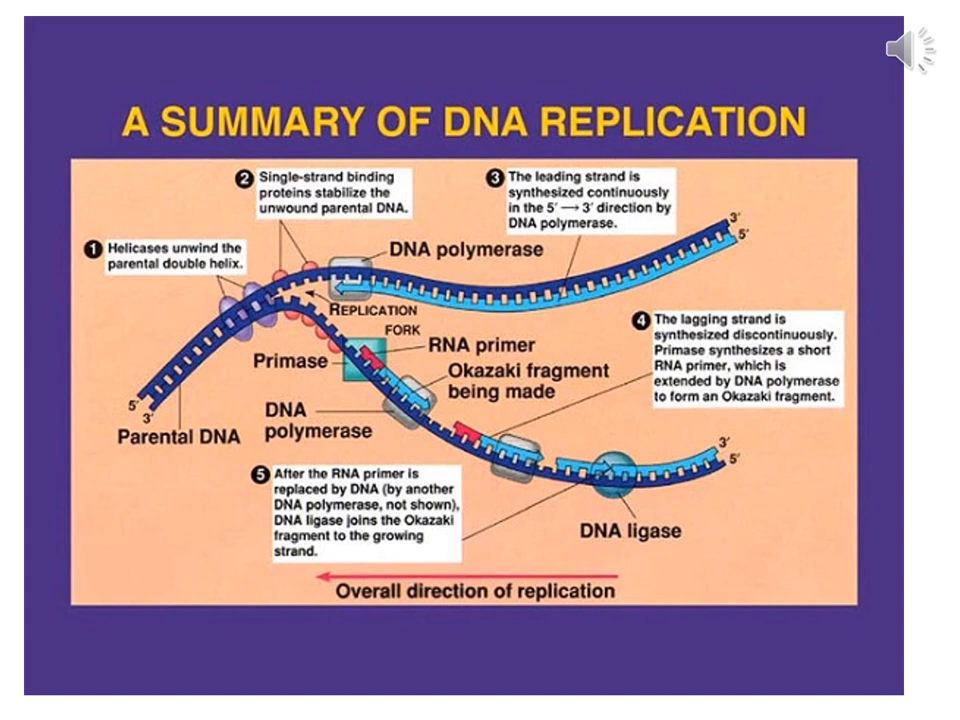 A SUMMARY OF DNA REPLICATION
2 Single-strand binding
proteins stabilize the
unwound parental DNA.
3 The leading strand is
synthesized continuously
in the 5′ → 3′ direction by
DNA polymerase.
3′
5′
1 Helicases unwind the
parental double helix.
DNA polymerase
REPLICATION
FORK
4 The lagging strand is
synthesized discontinuously.
Primase synthesizes a short
RNA primer, which is
extended by DNA polymerase
to form an Okazaki fragment.
Primase
RNA primer
Okazaki fragment
being made
5′
3′
Parental DNA
DNA
polymerase
3′
5′
5 After the RNA primer is
replaced by DNA (by another
DNA polymerase, not shown),
DNA ligase joins the Okazaki
fragment to the growing
strand.
DNA ligase
Overall direction of replication